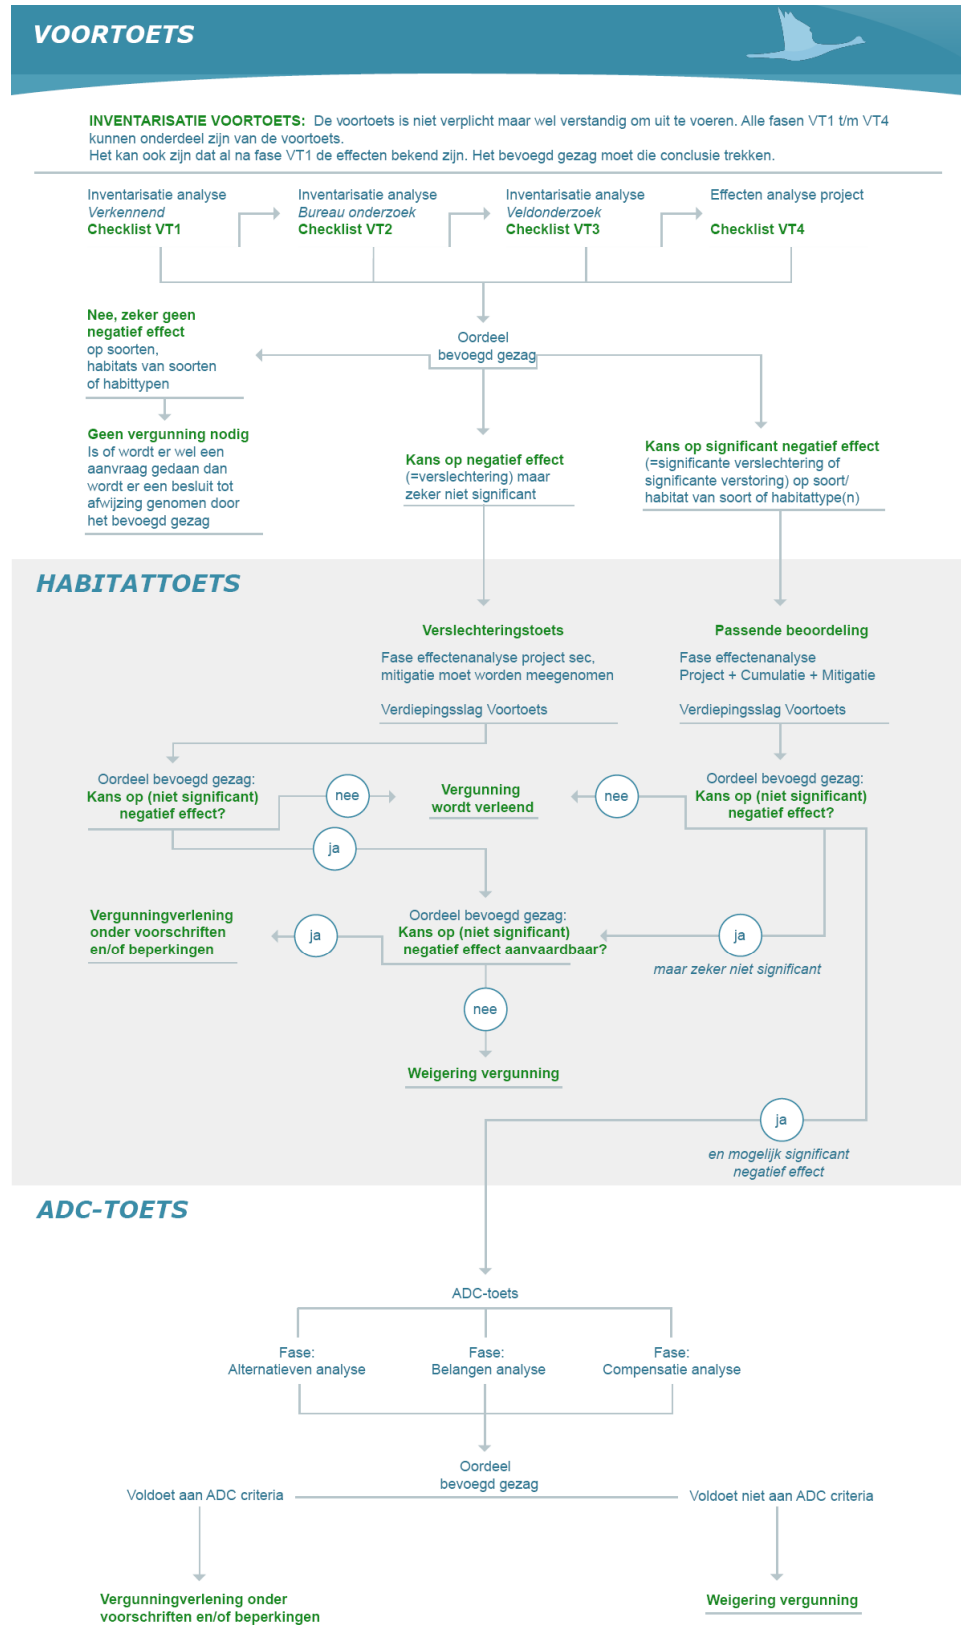 VOORTOETS
INVENTARISATIE VOORTOETS: De voortoets is niet verplicht maar wel verstandig om uit te voeren. Alle fasen VT1 t/m VT4
kunnen onderdeel zijn van de voortoets.
Het kan ook zijn dat al na fase VT1 de effecten bekend zijn. Het bevoegd gezag moet die conclusie trekken.
Inventarisatie analyse
Verkennend
Checklist VT1
Inventarisatie analyse
Bureau onderzoek
Checklist VT2
Inventarisatie analyse
Veldonderzoek
Checklist VT3
Effecten analyse project
Checklist VT4
Oordeel
bevoegd gezag
Nee, zeker geen
negatief effect
op soorten,
habitats van soorten
of habittypen
Geen vergunning nodig
Is of wordt er wel een
aanvraag gedaan dan
wordt er een besluit tot
afwijzing genomen door
het bevoegd gezag
Kans op negatief effect
(=verslechtering) maar
zeker niet significant
Kans op significant negatief effect
(=significante verslechtering of
significante verstoring) op soort/
habitat van soort of habitattype(n)
HABITATTOETS
Verslechteringstoets
Fase effectenanalyse project sec,
mitigatie moet worden meegenomen
Verdiepingsslag Voortoets
Passende beoordeling
Fase effectenanalyse
Project + Cumulatie + Mitigatie
Verdiepingsslag Voortoets
Oordeel bevoegd gezag:
Kans op (niet significant)
negatief effect?
nee
Vergunning
wordt verleend
nee
Oordeel bevoegd gezag:
Kans op (niet significant)
negatief effect?
ja
Vergunningverlening
onder voorschriften
en/of beperkingen
ja
Oordeel bevoegd gezag:
Kans op (niet significant)
negatief effect aanvaardbaar?
ja
maar zeker niet significant
nee
Weigering vergunning
ja
en mogelijk significant
negatief effect
ADC-TOETS
ADC-toets
Fase:
Alternatieven analyse
Fase:
Belangen analyse
Fase:
Compensatie analyse
Oordeel
bevoegd gezag
Voldoet aan ADC criteria
Voldoet niet aan ADC criteria
Vergunningverlening onder
voorschriften en/of beperkingen
Weigering vergunning